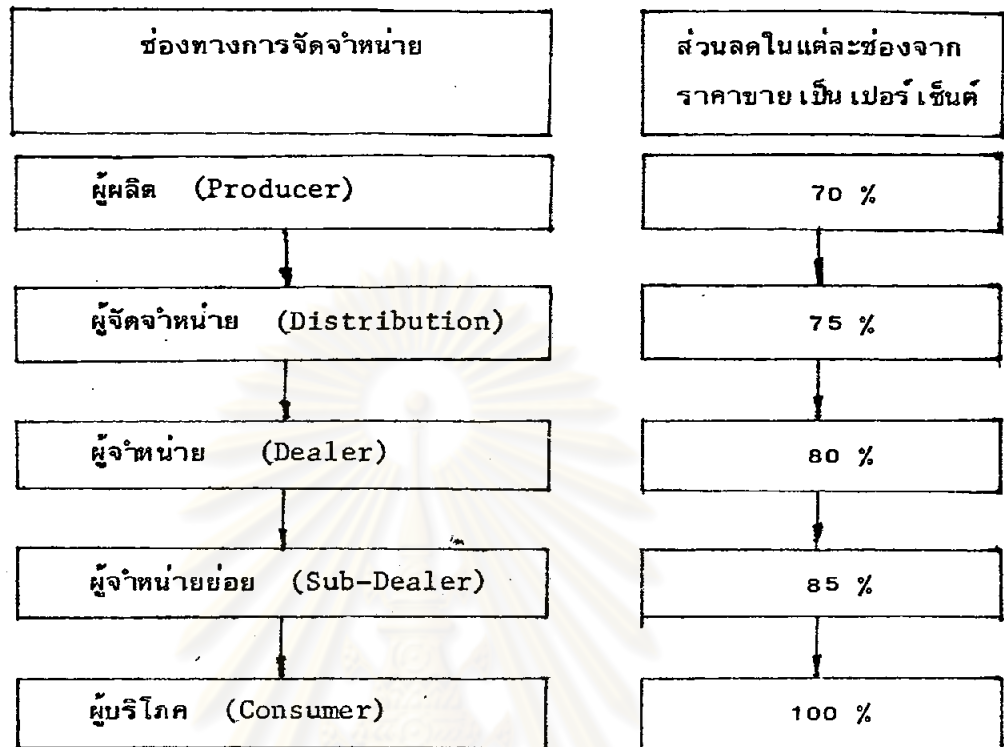 ช่องทางการจัดจำหน่าย
ส่วนลดในแต่ละช่องจาก
ราคาขาย เป็น เปอร์ เซ็นต์
ผู้ผลิต (Producer)
70 %
ผู้จัดจำหน่าย (Distribution)
75 %
ผู้จำหน่าย (Dealer)
80 %
ผู้จำหน่ายย่อย (Sub-Dealer)
85 %
ผู้บริโภค (Consumer)
100 %